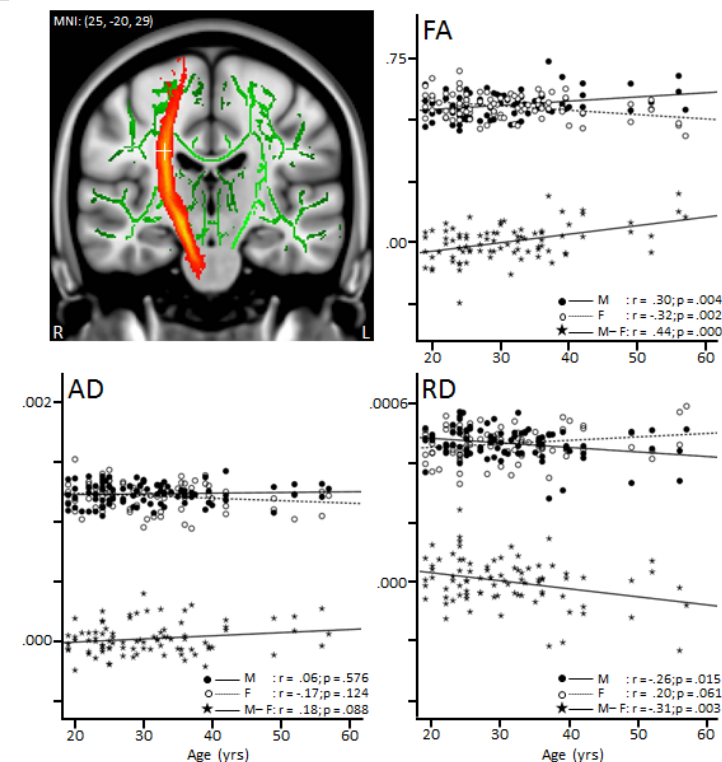 MNI: (25, -20, 29)
R
L
FA
.75
.00
M : r = .30; p = .004
F : r = -.32; p = .002
M–F: r = .44; p = .000
20 30 40 50 60
AD
.002
.000
M : r = .06; p = .576
F : r = -.17; p = .124
M–F: r = .18; p = .088
20 30 40 50 60
Age (yrs)
RD
.0006
.000
M : r = -.26; p = .015
F : r = .20; p = .061
M–F: r = -.31; p = .003
20 30 40 50 60
Age (yrs)